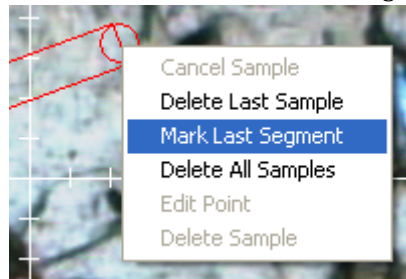 Cancel Sample
Delete Last Sample
Mark Last Segment
Delete All Samples
Edit Point
Delete Sample